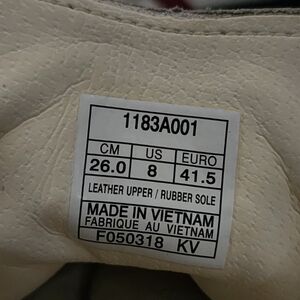 1183A001
CM US EURO
26.0 8 41.5
LEATHER UPPER / RUBBER SOLE
MADE IN VIETNAM
FABRIQUE AU VIETNAM
F050318 KV